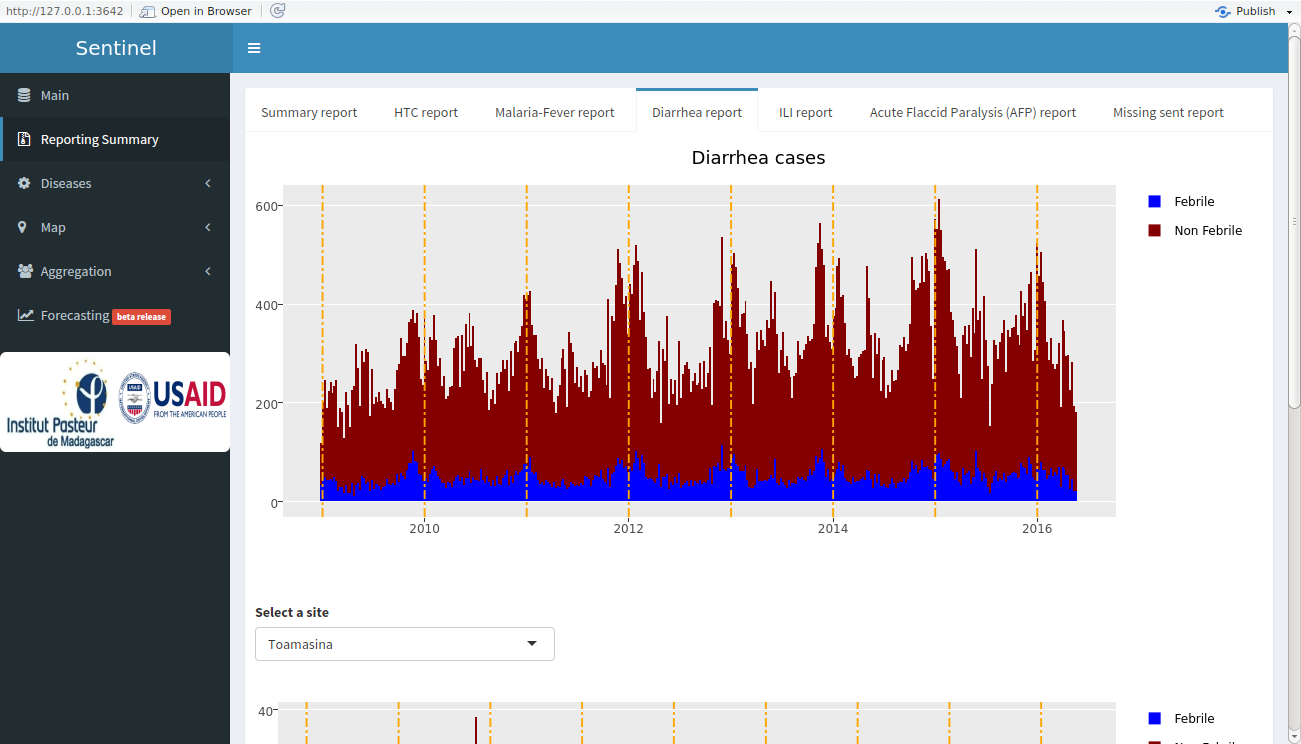 http://127.0.0.1:3642 Open in Browser Publish
Sentinel
Main
Reporting Summary
Diseases
Map
Aggregation
Forecasting beta release
Institut Pasteur
de Madagascar
USAID
USAID
FROM THE AMERICAN PEOPLE
Summary report HTC report Malaria-Fever report Diarrhea report ILI report Acute Flaccid Paralysis (AFP) report Missing sent report
Diarrhea cases
600
400
200
0
2010 2012 2014 2016
Febrile
Non Febrile
Select a site
Toamasina
40
Febrile